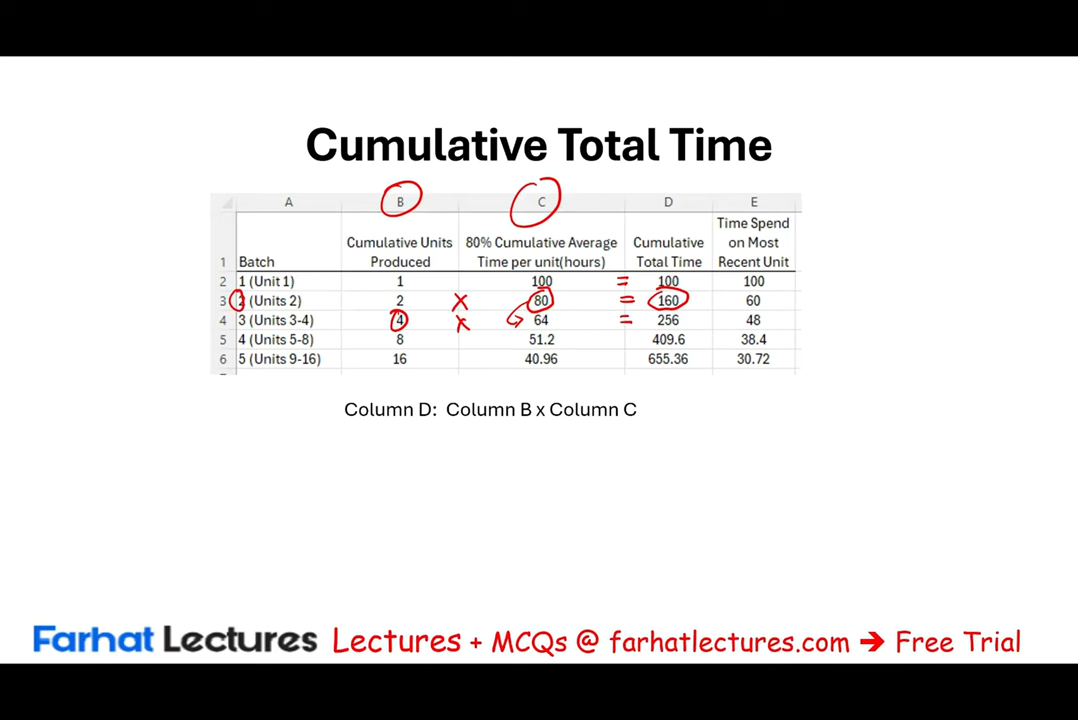 Cumulative Total Time
A B C D E
1 Batch Cumulative Units Produced 80% Cumulative Average Time per unit(hours) Cumulative Total Time Time Spend on Most Recent Unit
2 1 (Unit 1) 1 100 = 100 100
3 2 (Units 2) 2 x 80 = 160 60
4 3 (Units 3-4) 4 x 64 = 256 48
5 4 (Units 5-8) 8 51.2 409.6 38.4
6 5 (Units 9-16) 16 40.96 655.36 30.72
Column D: Column B x Column C
Farhat Lectures Lectures + MCQs @ farhatlectures.com ➔ Free Trial